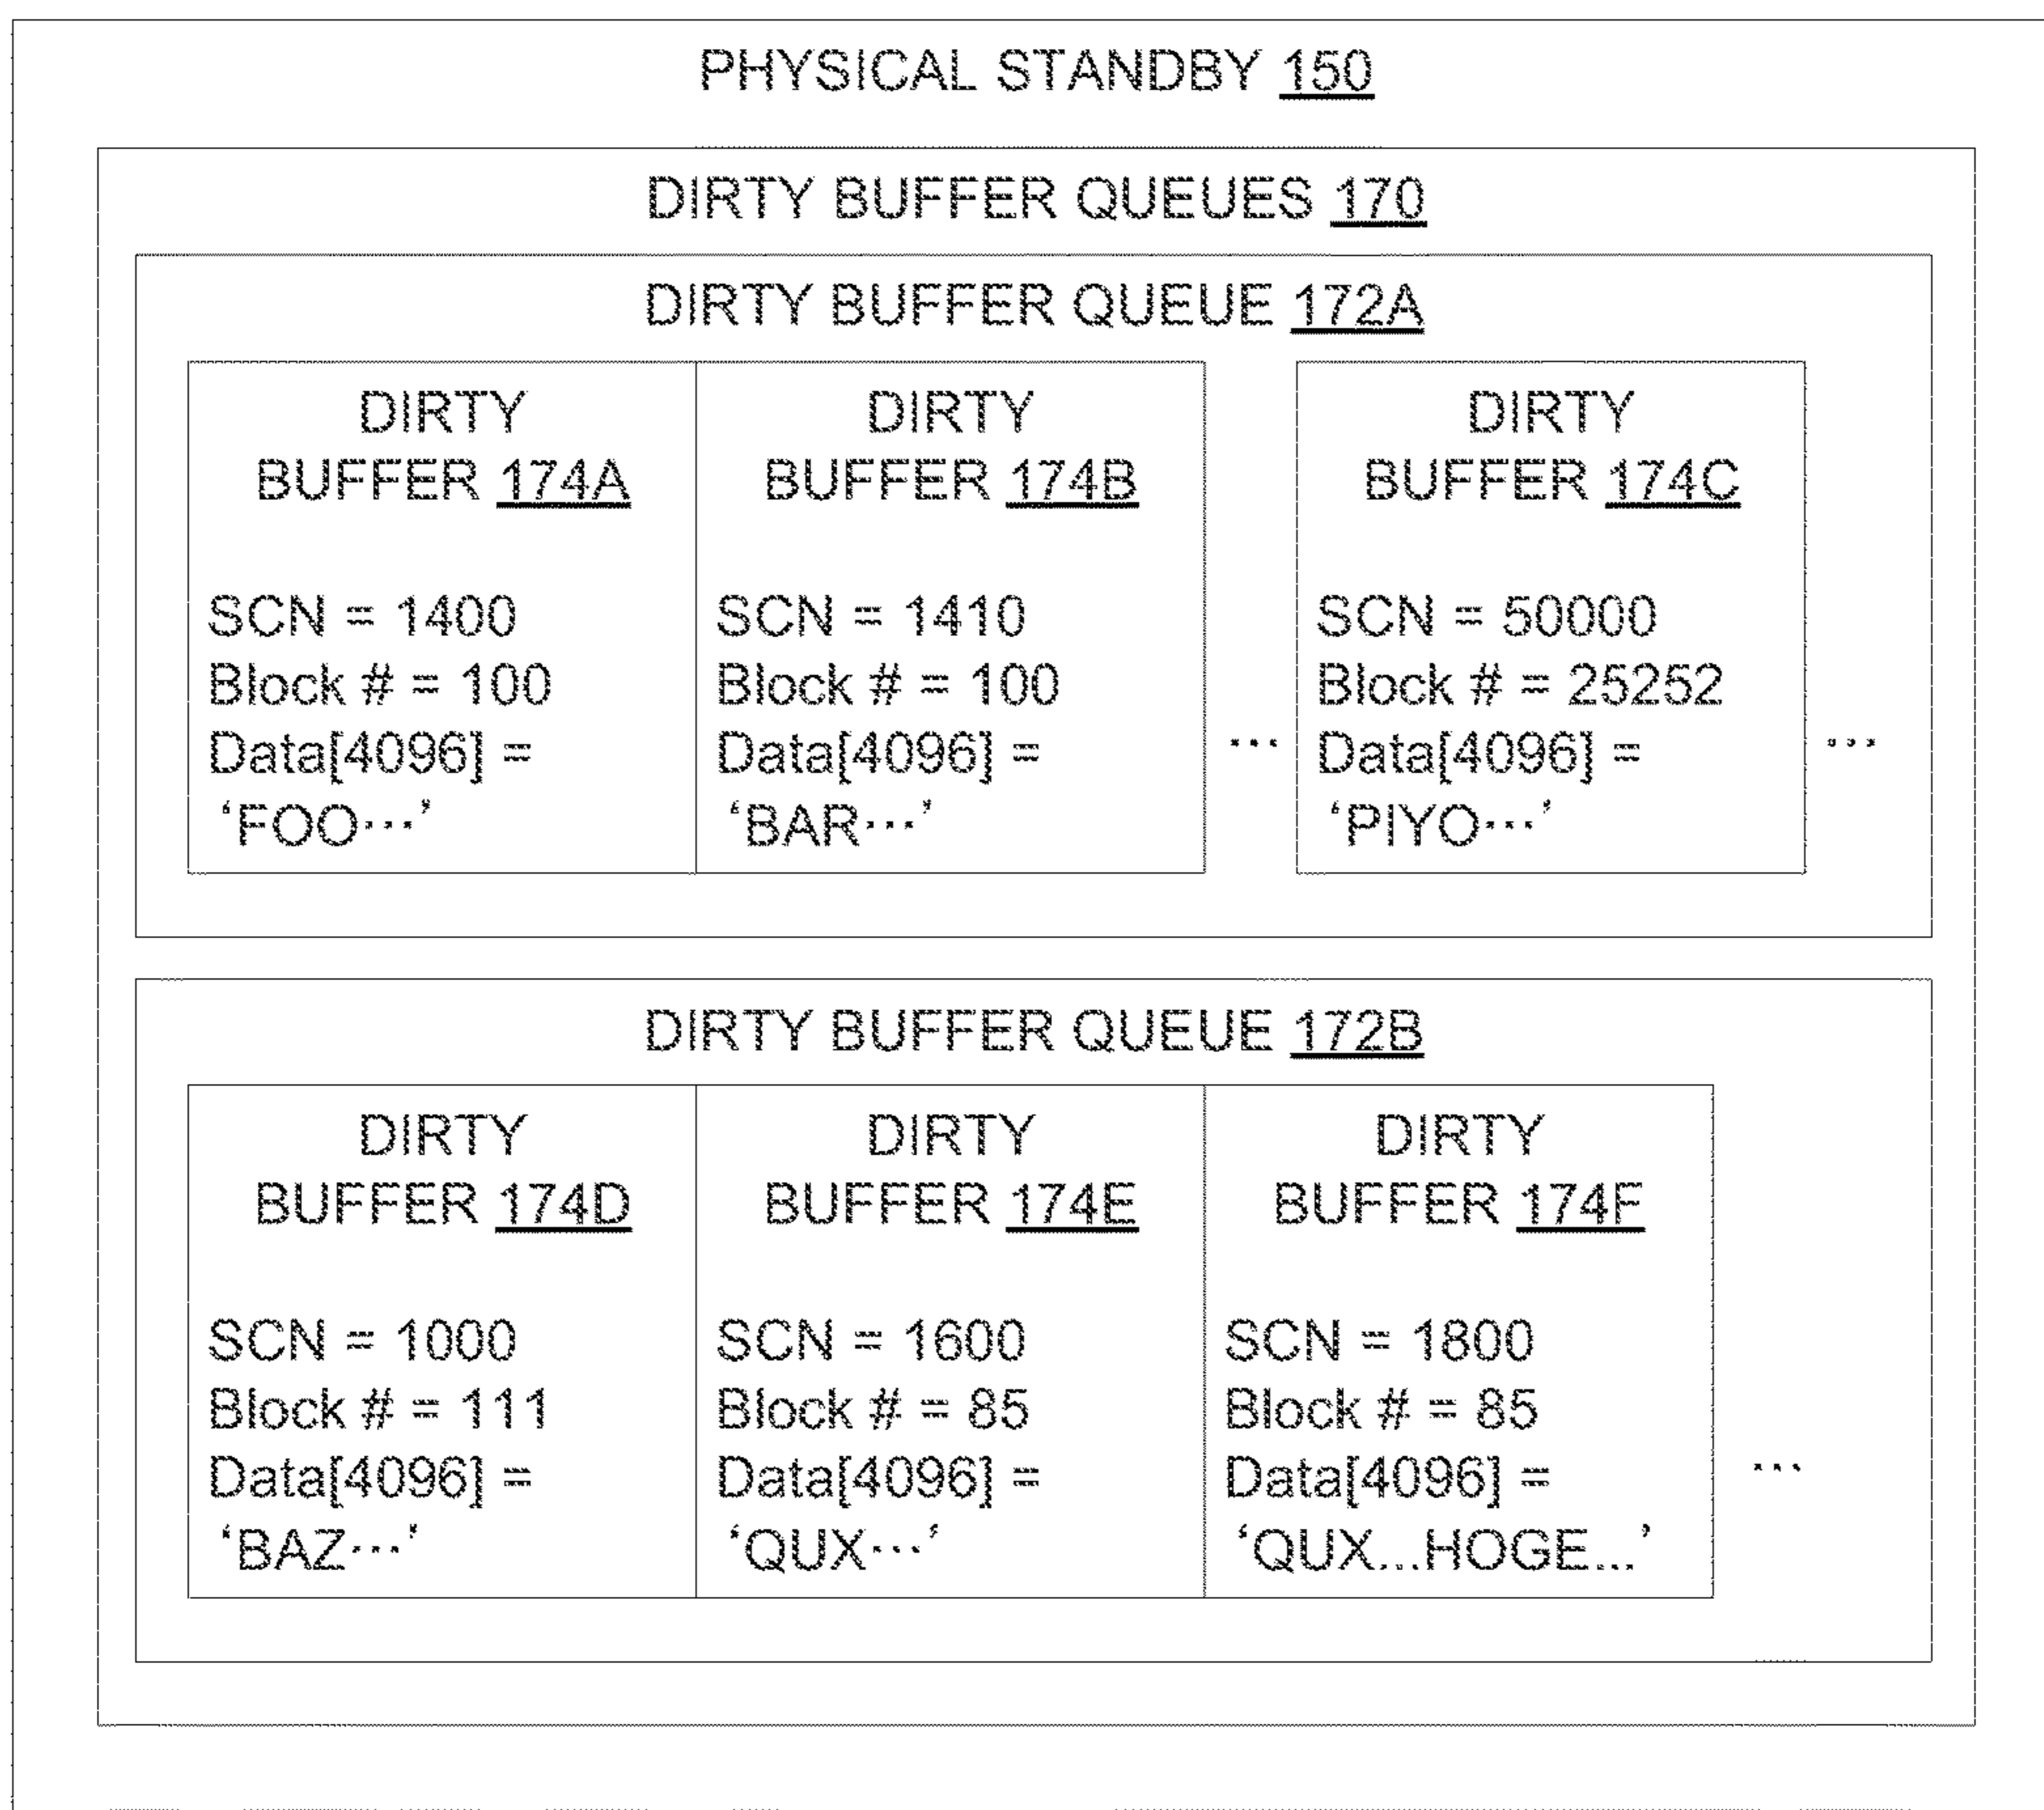 PHYSICAL STANDBY 150
DIRTY BUFFER QUEUES 170
DIRTY BUFFER QUEUE 172A
DIRTY
BUFFER 174A
SCN = 1400
Block # = 100
Data[4096] =
‘FOO…’
DIRTY
BUFFER 174B
SCN = 1410
Block # = 100
Data[4096] =
‘BAR…’
…
DIRTY
BUFFER 174C
SCN = 50000
Block # = 25252
Data[4096] =
‘PIYO…’
…
DIRTY BUFFER QUEUE 172B
DIRTY
BUFFER 174D
SCN = 1000
Block # = 111
Data[4096] =
‘BAZ…’
DIRTY
BUFFER 174E
SCN = 1600
Block # = 85
Data[4096] =
‘QUX…’
DIRTY
BUFFER 174F
SCN = 1800
Block # = 85
Data[4096] =
‘QUX...HOGE...’
…